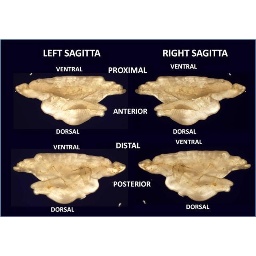 LEFT SAGITTA RIGHT SAGITTA
VENTRAL PROXIMAL VENTRAL
ANTERIOR
DORSAL DORSAL
VENTRAL DISTAL VENTRAL
POSTERIOR
DORSAL DORSAL